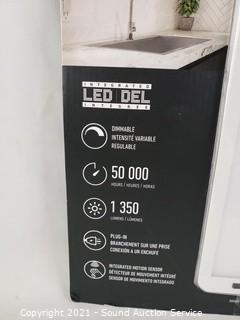 INTEGRATED
LED DEL
INTÉGRÉE
DIMMABLE
INTENSITÉ VARIABLE
REGULABLE
50 000
HOURS / HEURES / HORAS
1 350
LUMENS / LÚMENES
PLUG-IN
BRANCHEMENT SUR UNE PRISE
CONEXIÓN A UN ENCHUFE
INTEGRATED MOTION SENSOR
DÉTECTEUR DE MOUVEMENT INTÉGRÉ
SENSOR DE MOVIMIENTO INTEGRADO
Copyright 2021 - Sound Auction Service